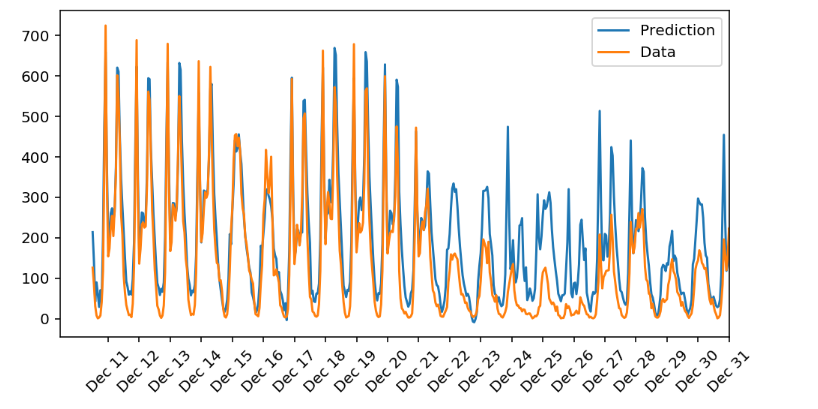 700
600
500
400
300
200
100
0
Prediction
Data
Dec 11
Dec 12
Dec 13
Dec 14
Dec 15
Dec 16
Dec 17
Dec 18
Dec 19
Dec 20
Dec 21
Dec 22
Dec 23
Dec 24
Dec 25
Dec 26
Dec 27
Dec 28
Dec 29
Dec 30
Dec 31